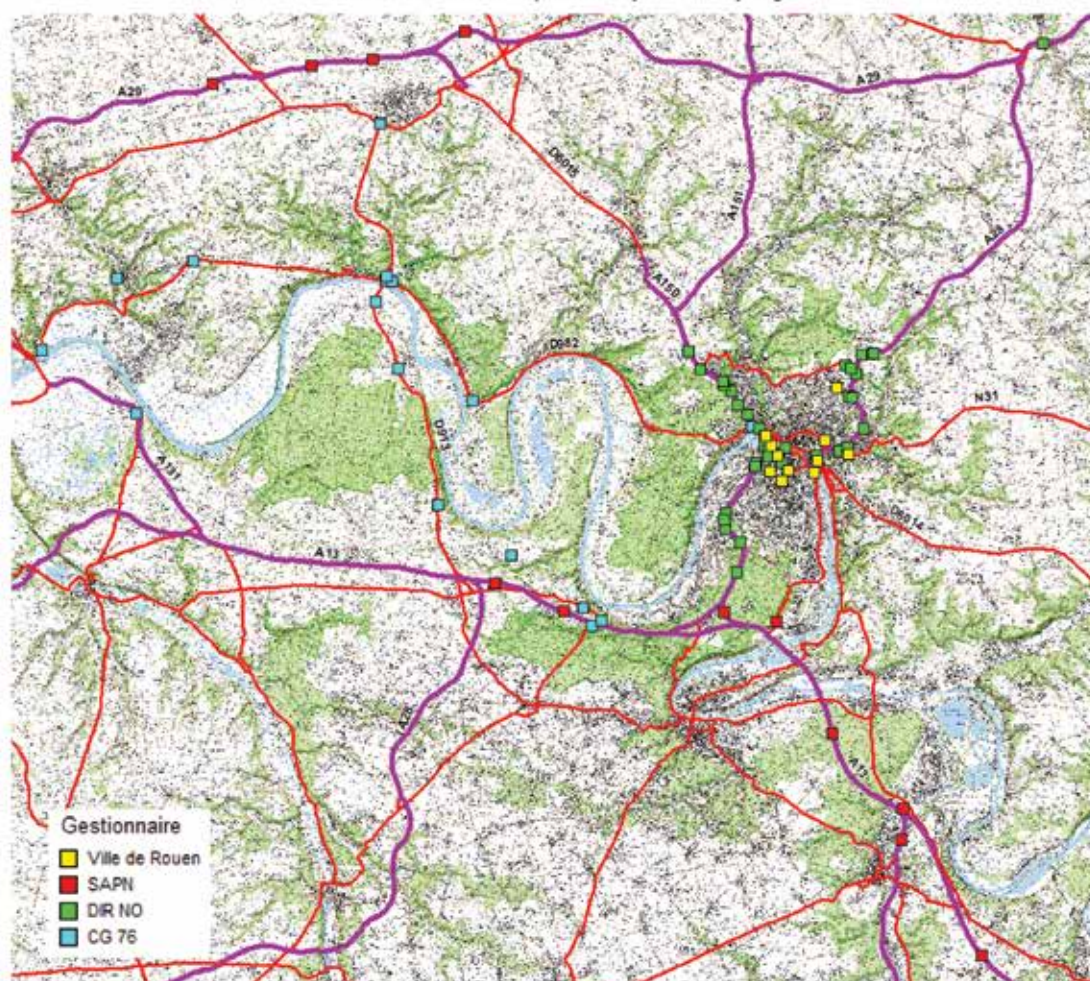 A29
A29
D6015
A151
A28
A150
D982
N31
D913
A131
D6014
A13
A28
A13
Gestionnaire
Ville de Rouen
SAPN
DIR NO
CG 76